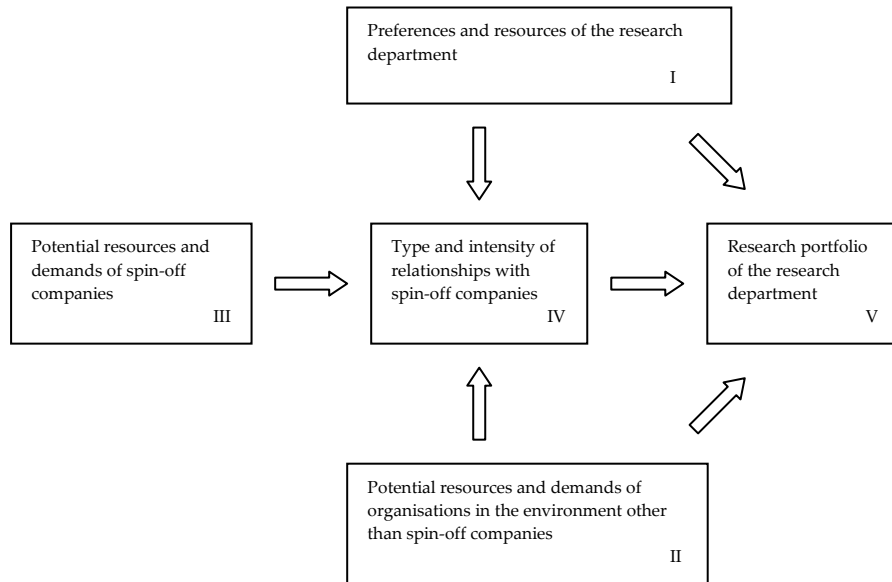 Preferences and resources of the research
department
I
Potential resources and
demands of spin-off
companies
III
Type and intensity of
relationships with
spin-off companies
IV
Research portfolio
of the research
department
V
Potential resources and demands of
organisations in the environment other
than spin-off companies
II